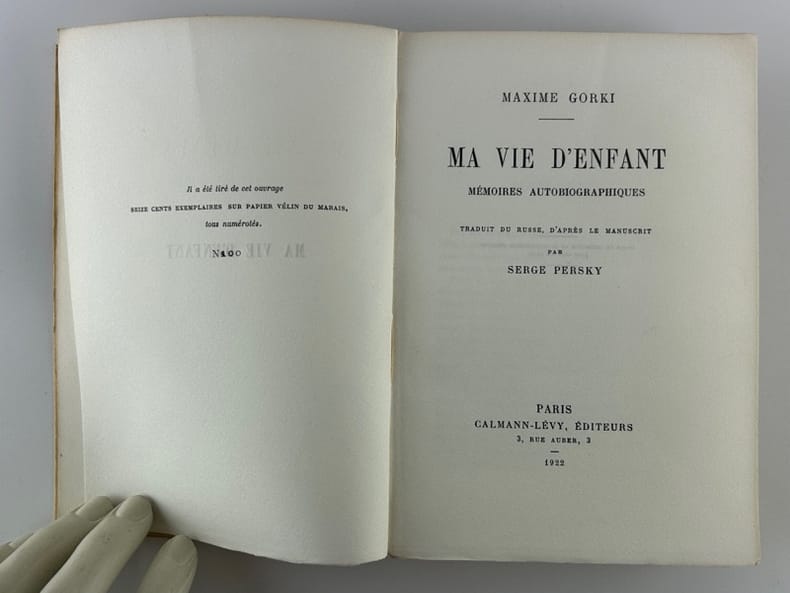 Il a été tiré de cet ouvrage
SEIZE CENTS EXEMPLAIRES SUR PAPIER VÉLIN DU MARAIS,
tous numérotés.
N 100
MAXIME GORKI
MA VIE D'ENFANT
MÉMOIRES AUTOBIOGRAPHIQUES
TRADUIT DU RUSSE, D'APRÈS LE MANUSCRIT
PAR
SERGE PERSKY
PARIS
CALMANN-LÉVY, ÉDITEURS
3, RUE AUBER, 3
1922